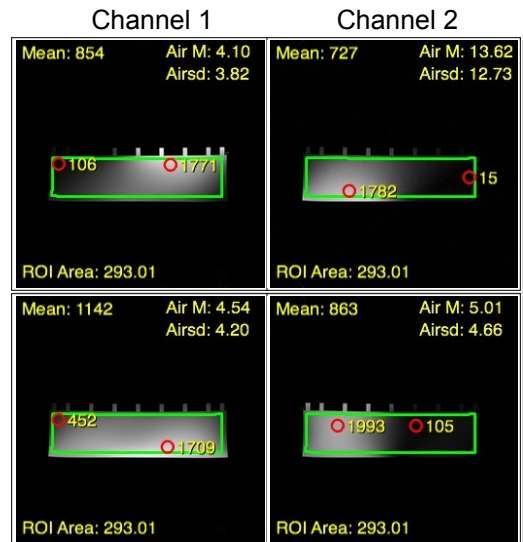 Channel 1 Channel 2
Mean: 854 Air M: 4.10
Airsd: 3.82
106 1771
ROI Area: 293.01
Mean: 727 Air M: 13.62
Airsd: 12.73
15
1782
ROI Area: 293.01
Mean: 1142 Air M: 4.54
Airsd: 4.20
452
1709
ROI Area: 293.01
Mean: 863 Air M: 5.01
Airsd: 4.66
1993 105
ROI Area: 293.01